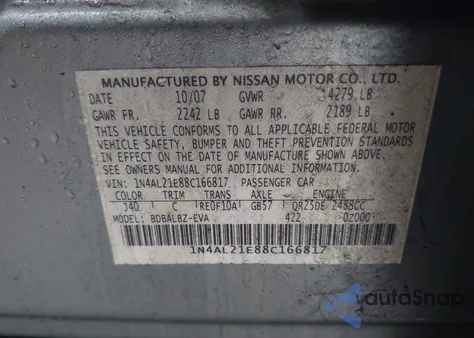 MANUFACTURED BY NISSAN MOTOR CO., LTD.
DATE 10/07 GVWR 4279 LB
GAWR FR. 2242 LB GAWR RR. 2189 LB
THIS VEHICLE CONFORMS TO ALL APPLICABLE FEDERAL MOTOR
VEHICLE SAFETY, BUMPER AND THEFT PREVENTION STANDARDS
IN EFFECT ON THE DATE OF MANUFACTURE SHOWN ABOVE.
SEE OWNERS MANUAL FOR ADDITIONAL INFORMATION.
VIN: 1N4AL21E88C166817 PASSENGER CAR
COLOR TRIM TRANS AXLE ENGINE
C RE0F10A GB57 QR25DE 2488CC
MODEL: BDBALBZ-EVA 422 0Z000
1N4AL21E88C166817
autoSnap